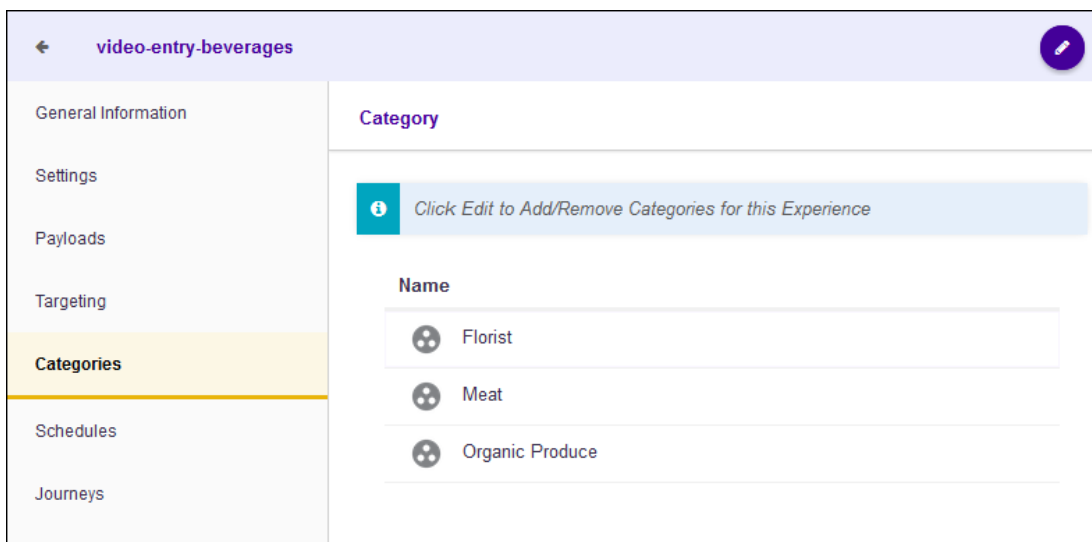 video-entry-beverages
General Information
Settings
Payloads
Targeting
Categories
Schedules
Journeys
Category
Click Edit to Add/Remove Categories for this Experience
Name
Florist
Meat
Organic Produce